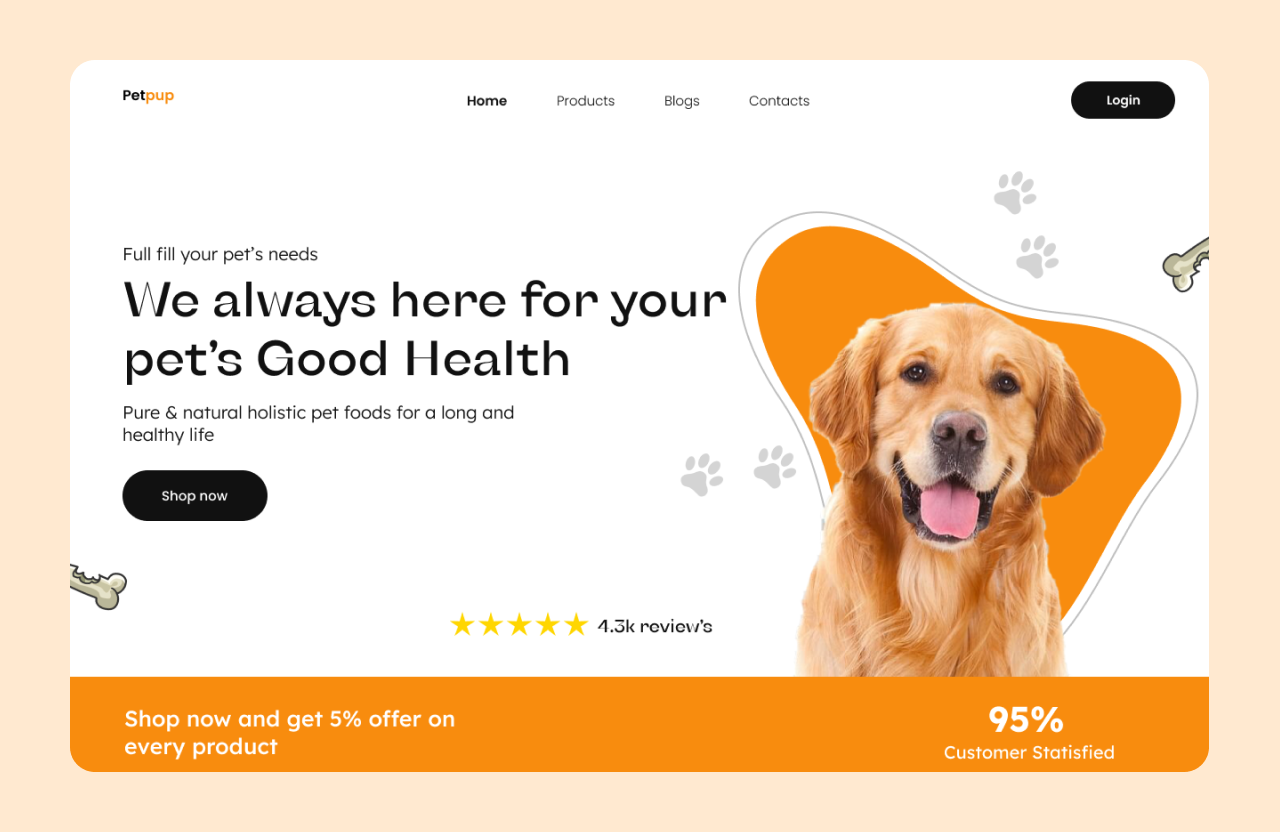 Petpup
Home Products Blogs Contacts
Login
Full fill your pet’s needs
We always here for your
pet’s Good Health
Pure & natural holistic pet foods for a long and
healthy life
Shop now
4.3k review’s
Shop now and get 5% offer on
every product
95%
Customer Statisfied